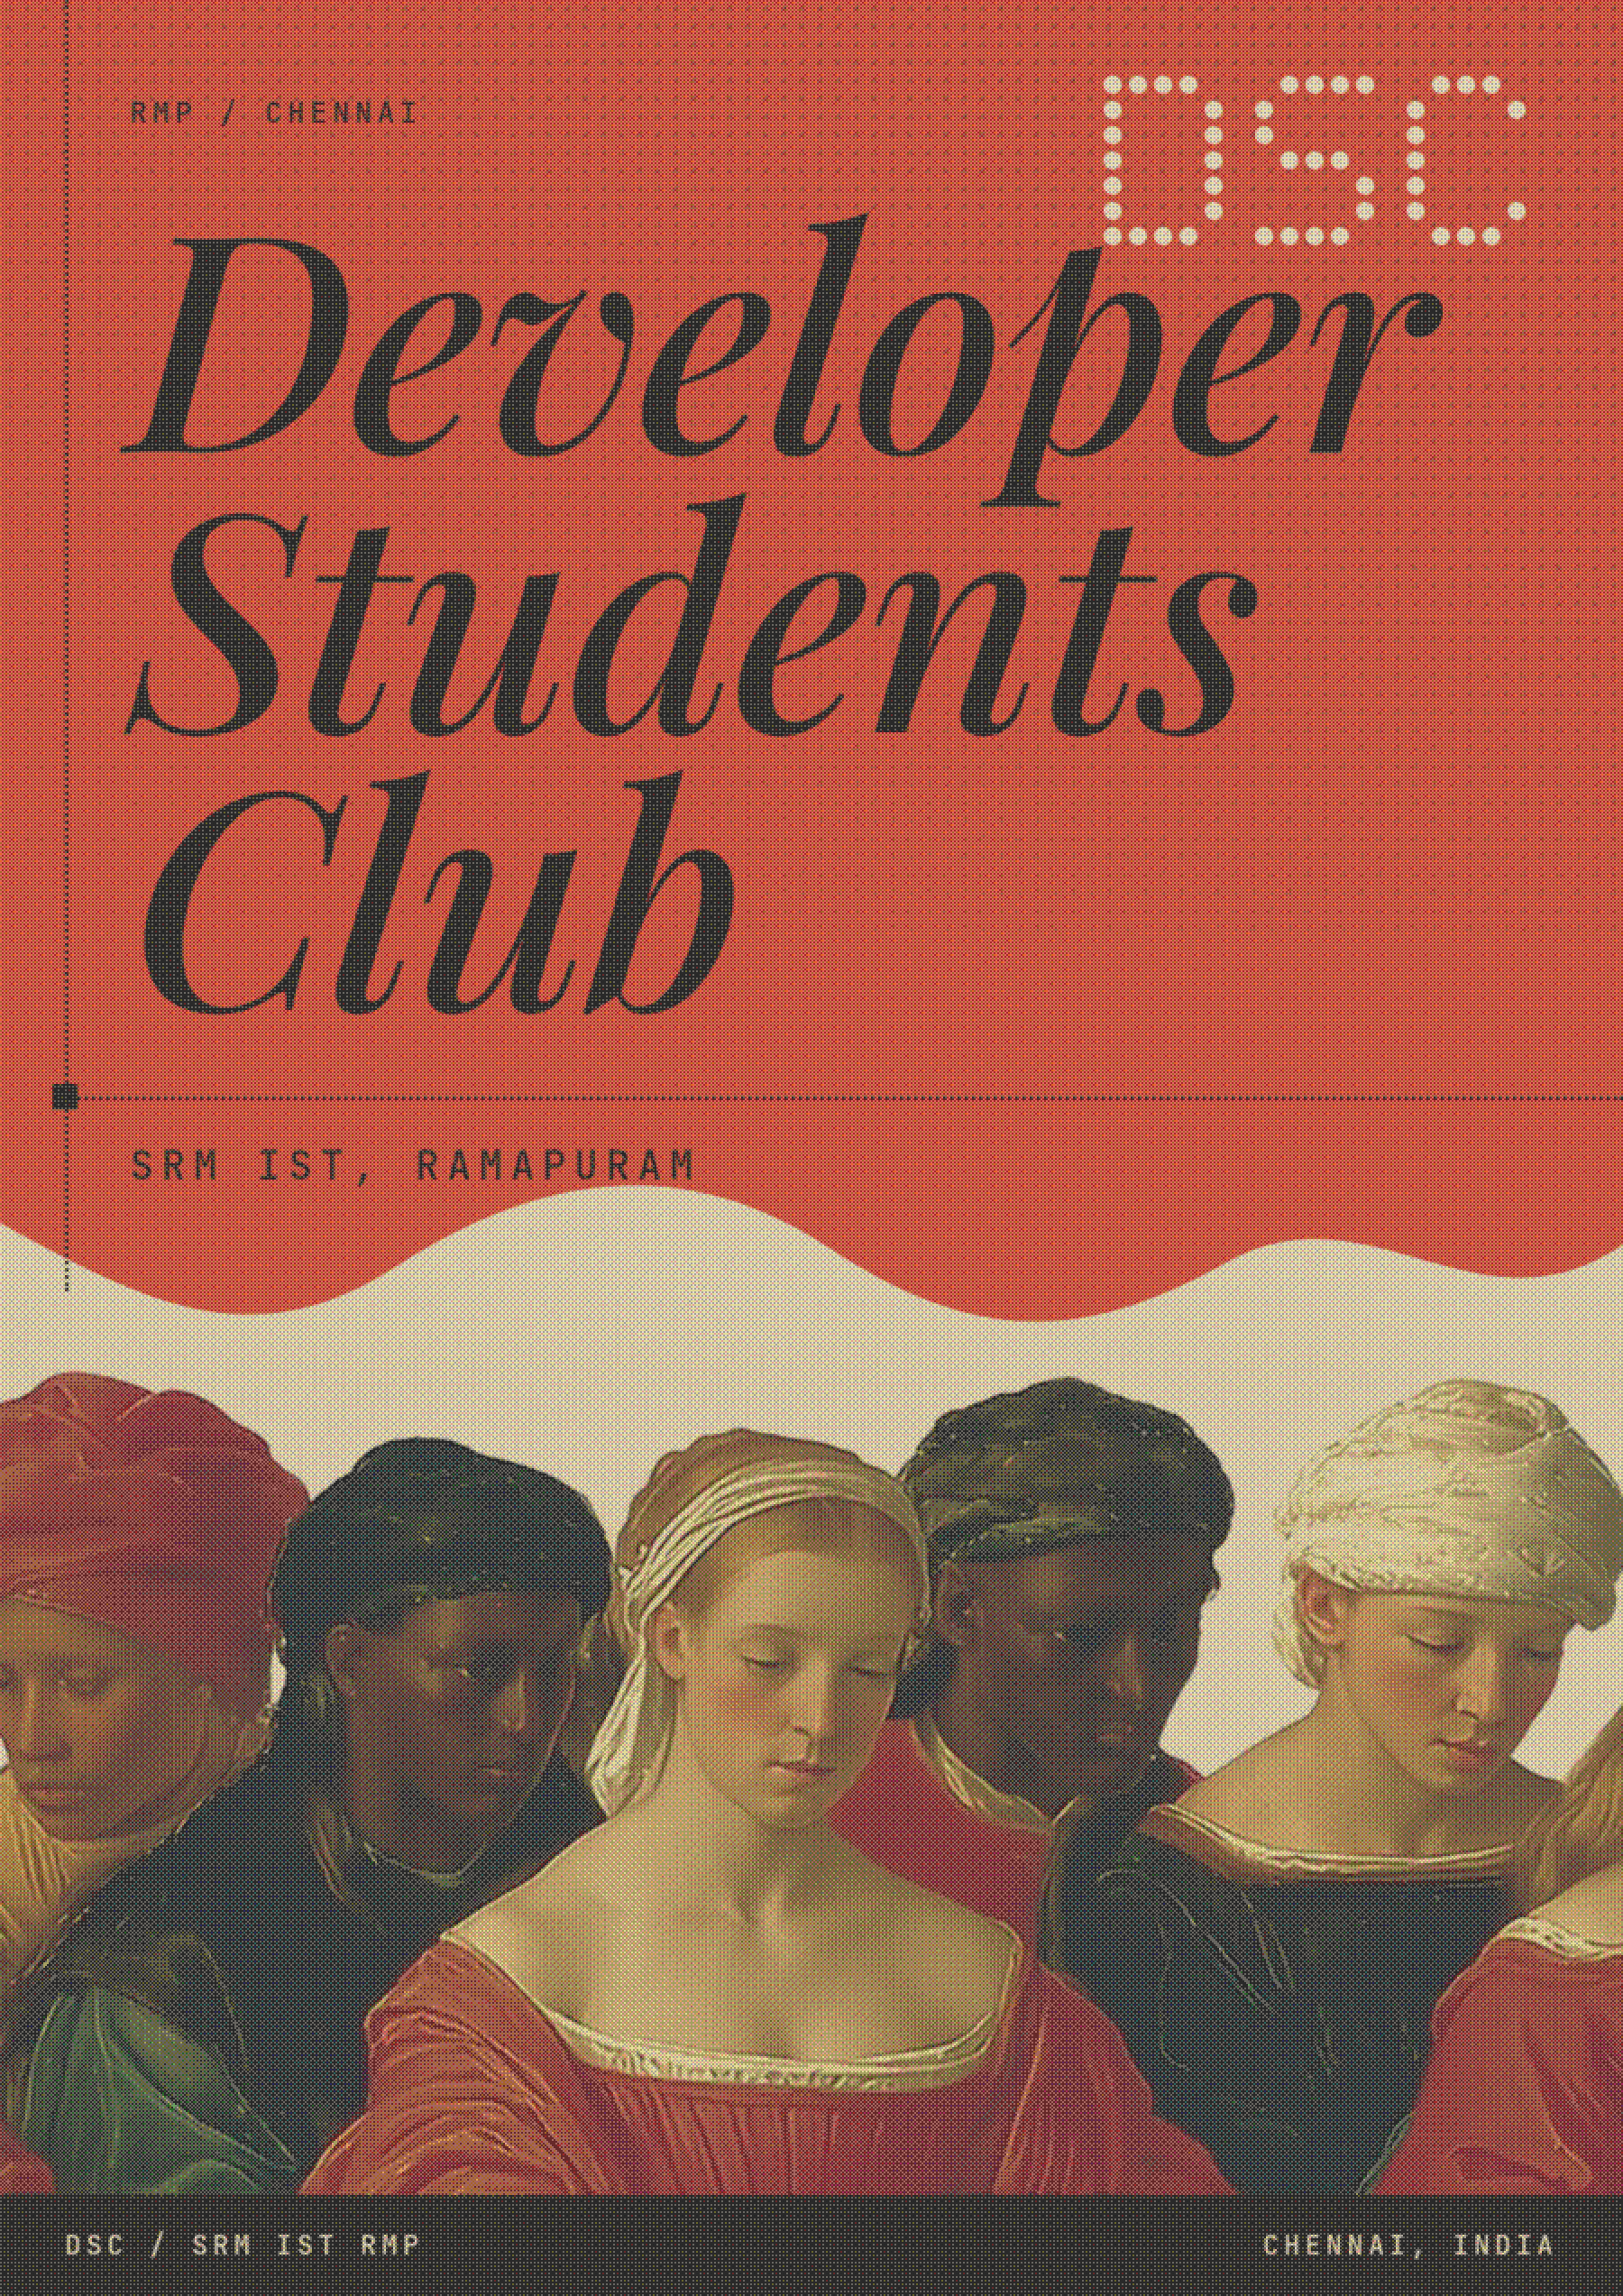 RMP / CHENNAI
DSC
Developer
Students
Club
SRM IST, RAMAPURAM
DSC / SRM IST RMP
CHENNAI, INDIA